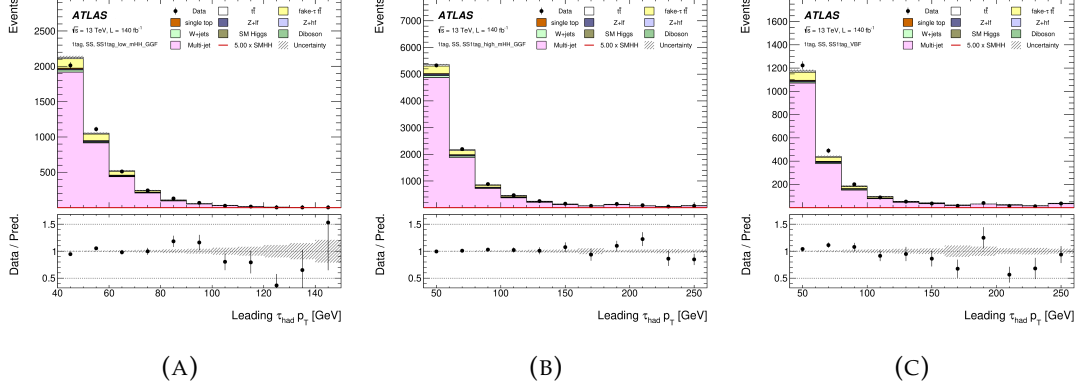 Events
ATLAS
√s = 13 TeV, L = 140 fb⁻¹
1tag, SS, SS1tag_low_mHH_GGF
Data
tt̄
fake-τ tt̄
single top
Z+lf
Z+hf
W+jets
SM Higgs
Diboson
Multi-jet
5.00 x SMHH
Uncertainty
2500
2000
1500
1000
500
Data / Pred.
1.5
1
0.5
40 60 80 100 120 140
Leading τhad pT [GeV]
(A)
Events
ATLAS
√s = 13 TeV, L = 140 fb⁻¹
1tag, SS, SS1tag_high_mHH_GGF
Data
tt̄
fake-τ tt̄
single top
Z+lf
Z+hf
W+jets
SM Higgs
Diboson
Multi-jet
5.00 x SMHH
Uncertainty
7000
6000
5000
4000
3000
2000
1000
Data / Pred.
1.5
1
0.5
50 100 150 200 250
Leading τhad pT [GeV]
(B)
Events
ATLAS
√s = 13 TeV, L = 140 fb⁻¹
1tag, SS, SS1tag_VBF
Data
tt̄
fake-τ tt̄
single top
Z+lf
Z+hf
W+jets
SM Higgs
Diboson
Multi-jet
5.00 x SMHH
Uncertainty
1600
1400
1200
1000
800
600
400
200
Data / Pred.
1.5
1
0.5
50 100 150 200 250
Leading τhad pT [GeV]
(C)